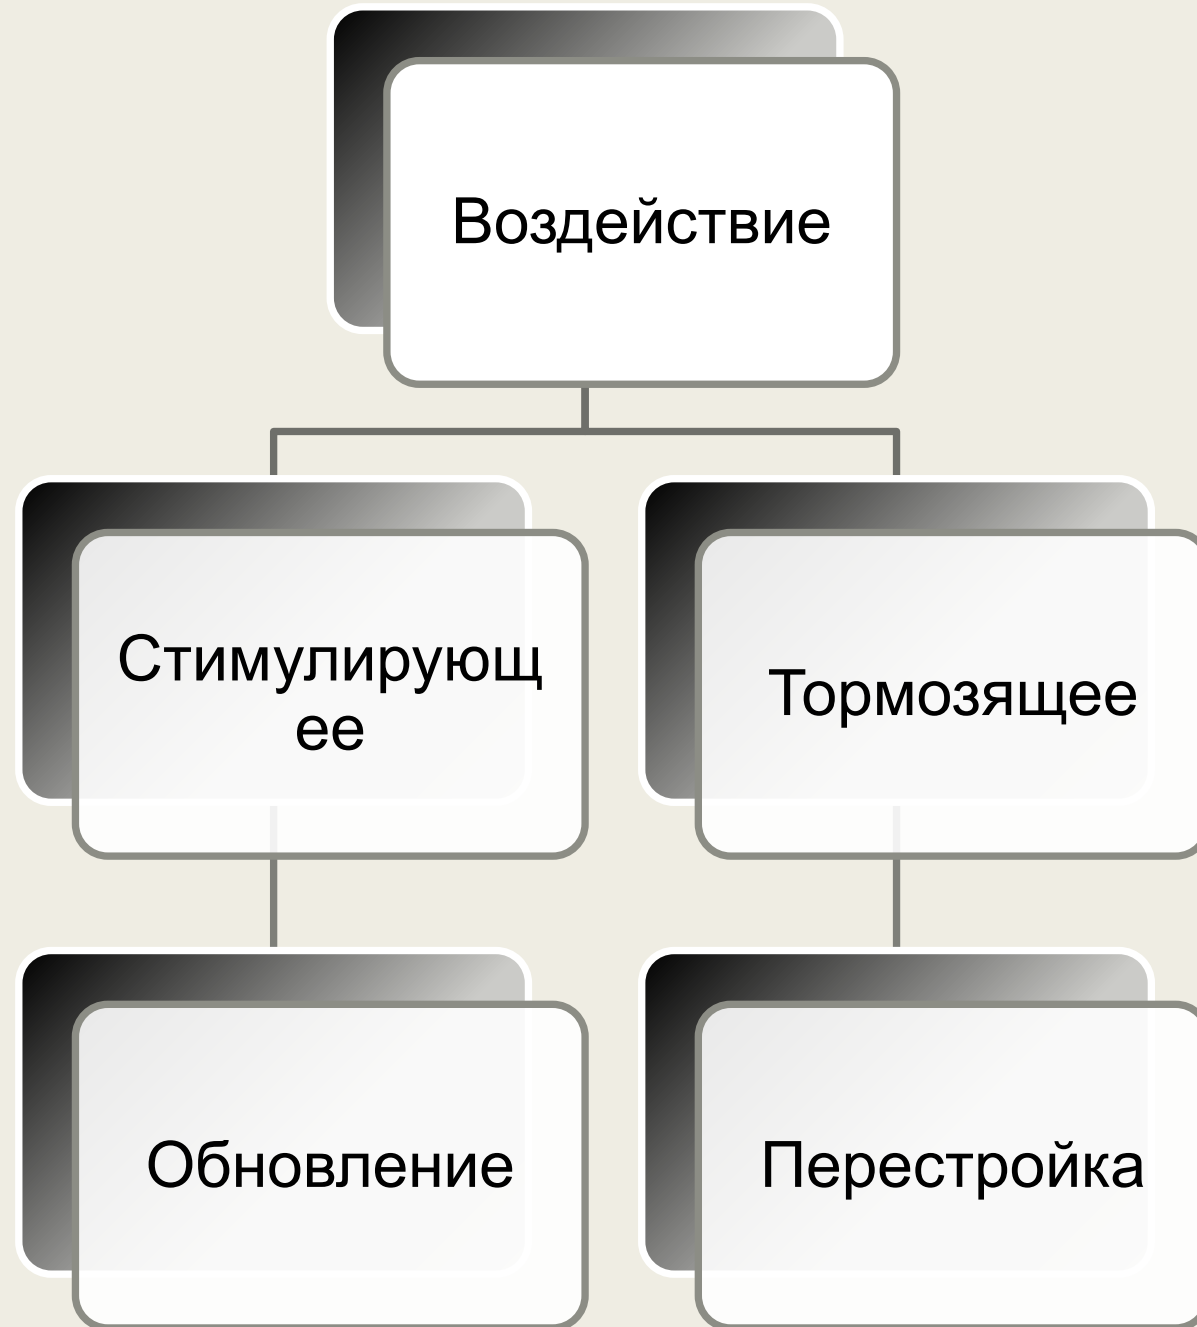 Воздействие
Стимулирующ
ее
Тормозящее
Обновление
Перестройка